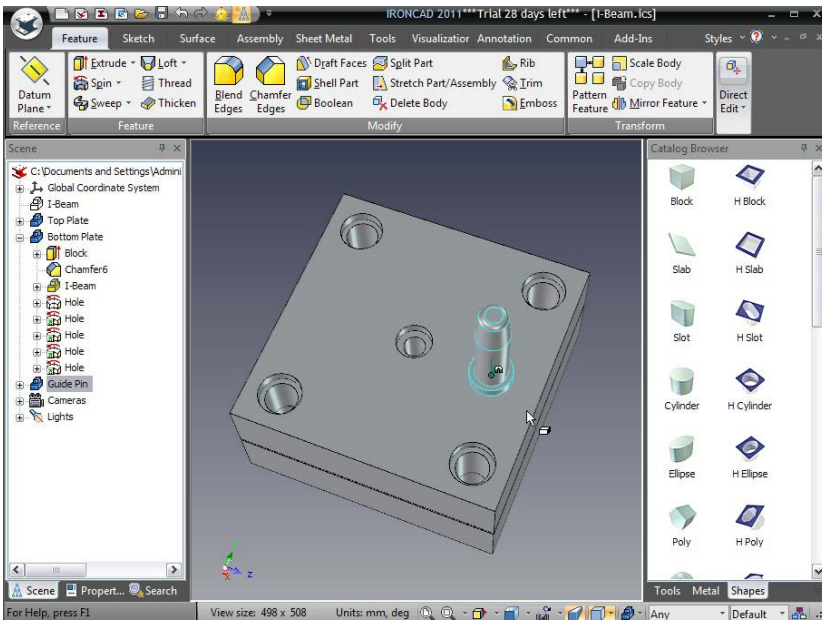 IRONCAD 2011***Trial 28 days left*** - [I-Beam.ics]
Feature Sketch Surface Assembly Sheet Metal Tools Visualization Annotation Common Add-Ins Styles
Datum Plane
Extrude
Spin
Sweep
Loft
Thread
Thicken
Blend Edges
Chamfer Edges
Draft Faces
Shell Part
Boolean
Split Part
Stretch Part/Assembly
Delete Body
Rib
Trim
Emboss
Pattern Feature
Scale Body
Copy Body
Mirror Feature
Direct Edit
Reference Feature Modify Transform
Scene
C:\Documents and Settings\Admini
Global Coordinate System
I-Beam
Top Plate
Bottom Plate
Block
Chamfer6
I-Beam
Hole
Hole
Hole
Hole
Hole
Guide Pin
Cameras
Lights
Scene Propert... Search
z
Catalog Browser
Block H Block
Slab H Slab
Slot H Slot
Cylinder H Cylinder
Ellipse H Ellipse
Poly H Poly
Tools Metal Shapes
For Help, press F1 View size: 498 x 508 Units: mm, deg Any Default